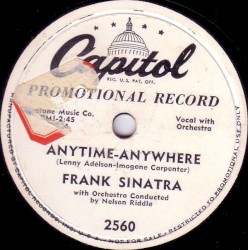 Capitol
REG. U.S. PAT. OFF.
PROMOTIONAL RECORD
Music Co.
2:45
Vocal with
Orchestra
ANYTIME-ANYWHERE
(Lenny Adelson-Imogene Carpenter)
FRANK SINATRA
with Orchestra Conducted
by Nelson Riddle
2560
NOT FOR SALE